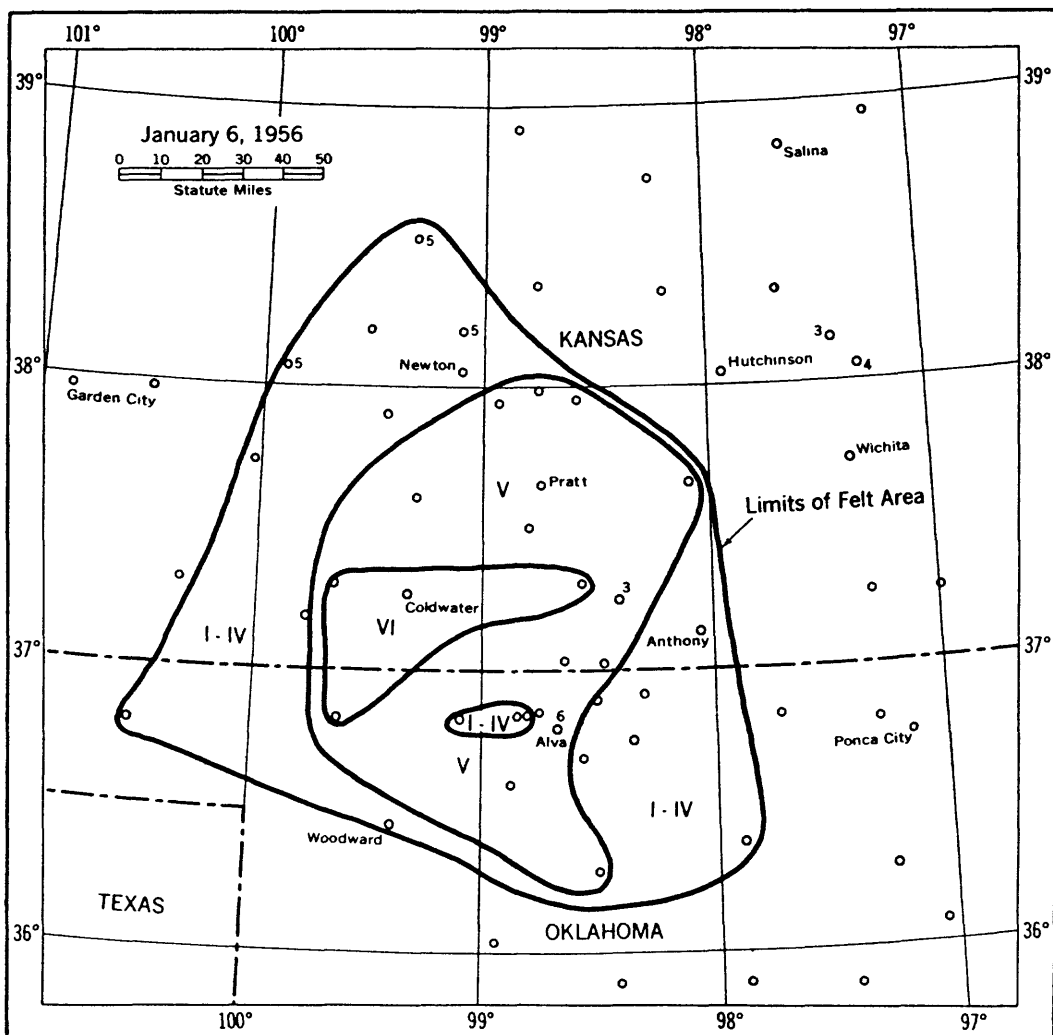 101° 100° 99° 98° 97°
39° 39°
January 6, 1956
0 10 20 30 40 50
Statute Miles
Salina
5
KANSAS
3
5
5
Newton
Hutchinson
4
38° 38°
Garden City
Wichita
V
Pratt
Limits of Felt Area
Coldwater
3
VI
I - IV
Anthony
37° 37°
I - IV
6
Alva
Ponca City
V
I - IV
Woodward
TEXAS
OKLAHOMA
36° 36°
100° 99° 98° 97°